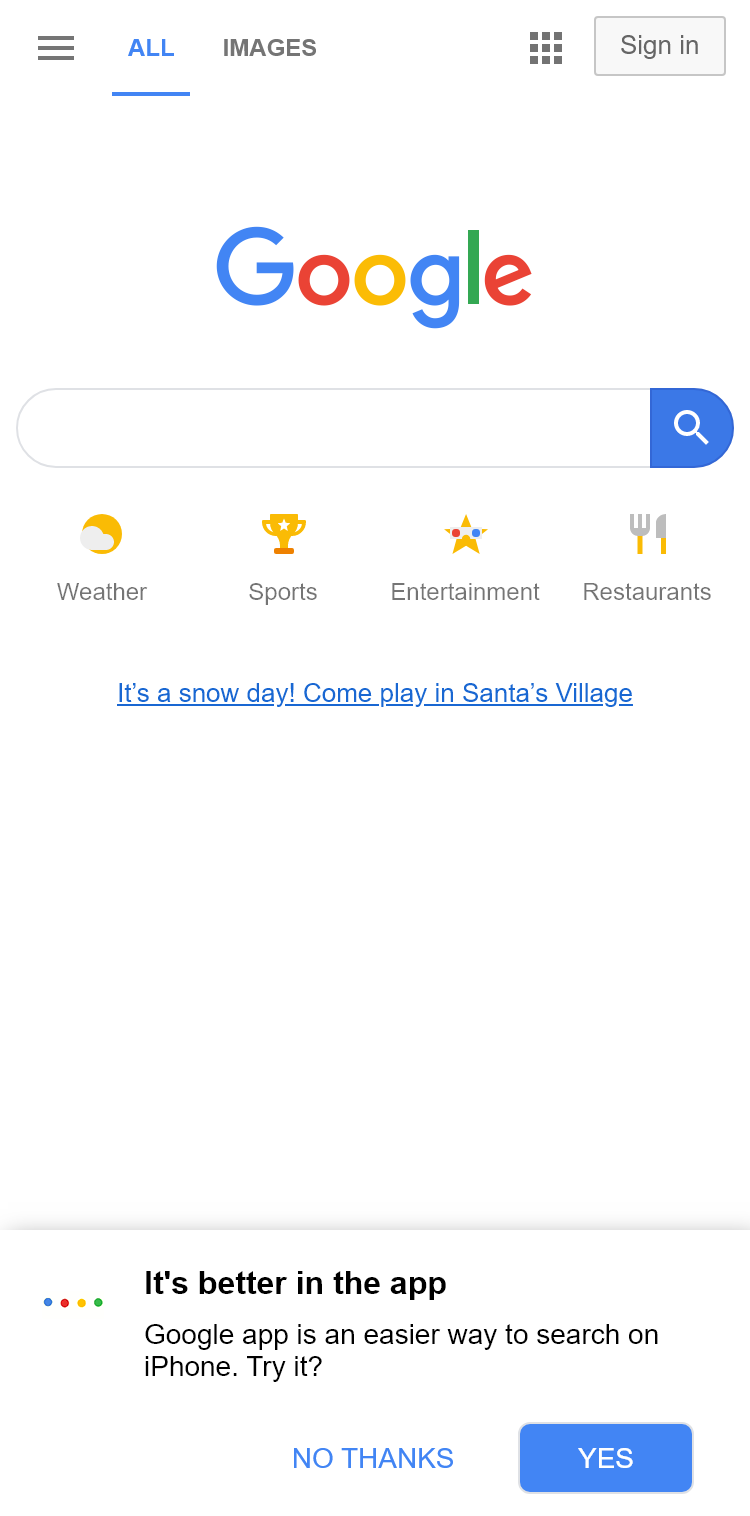 ALL IMAGES Sign in
Google
Weather Sports Entertainment Restaurants
It’s a snow day! Come play in Santa’s Village
It's better in the app
Google app is an easier way to search on
iPhone. Try it?
NO THANKS YES